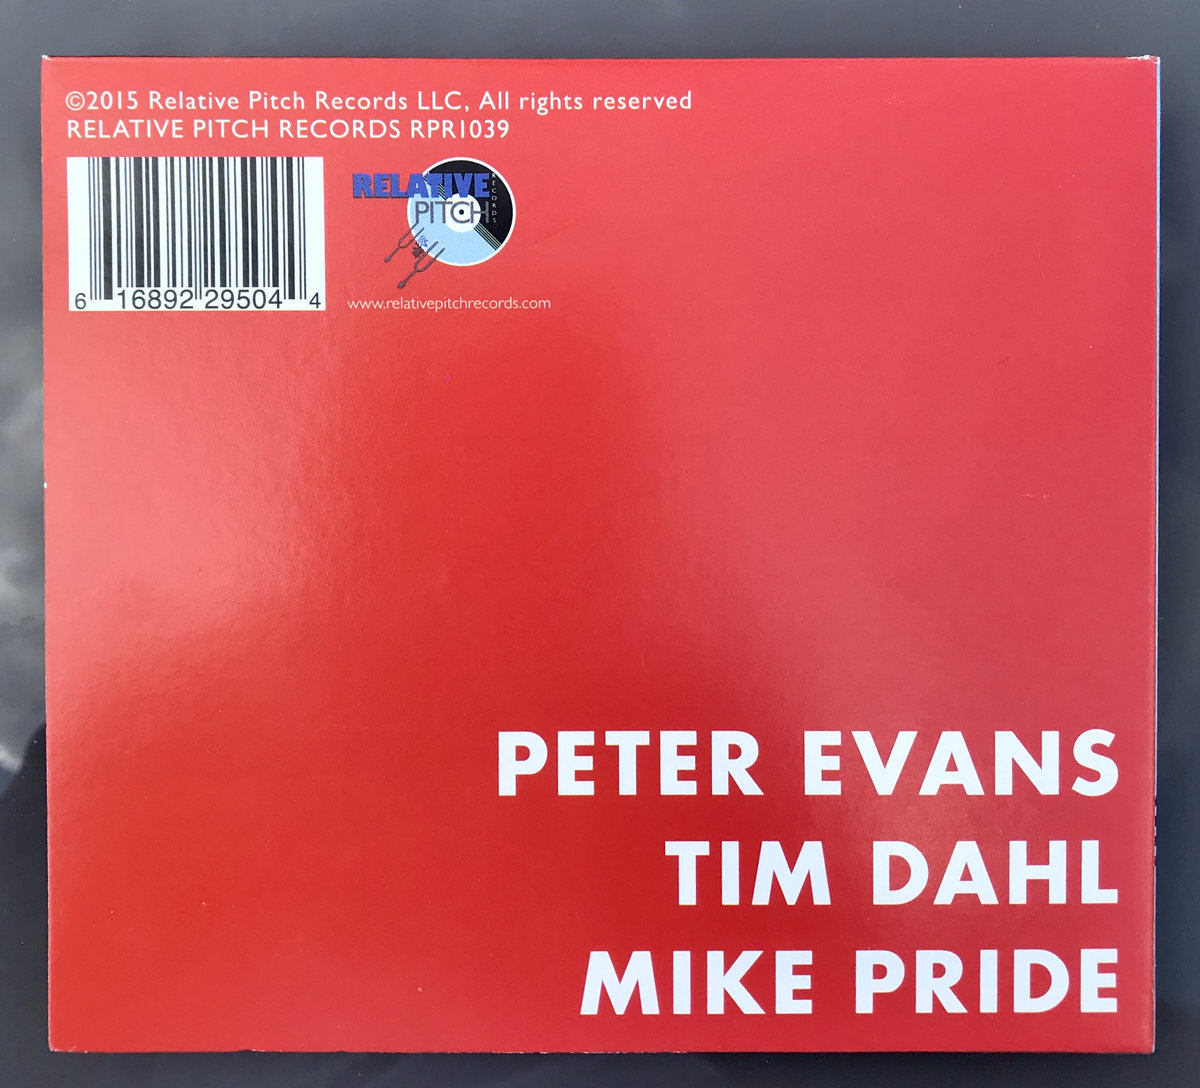 ©2015 Relative Pitch Records LLC, All rights reserved
RELATIVE PITCH RECORDS RPR1039
6 16892 29504 4
RELATIVE
PITCH
RECORDS
www.relativepitchrecords.com
PETER EVANS
TIM DAHL
MIKE PRIDE